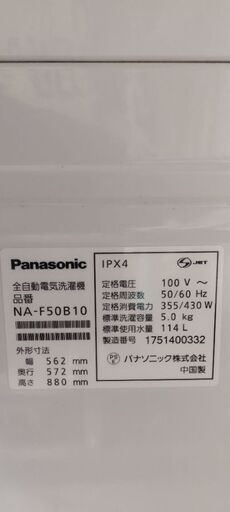 Panasonic
全自動電気洗濯機
品番
NA-F50B10
外形寸法
幅 562 mm
奥行 572 mm
高さ 880 mm
IPX4
S JET
定格電圧 100 V ～
定格周波数 50/60 Hz
定格消費電力 355/430 W
標準洗濯容量 5.0 kg
標準使用水量 114 L
製造番号 1751400332
PS E パナソニック株式会社
中国製